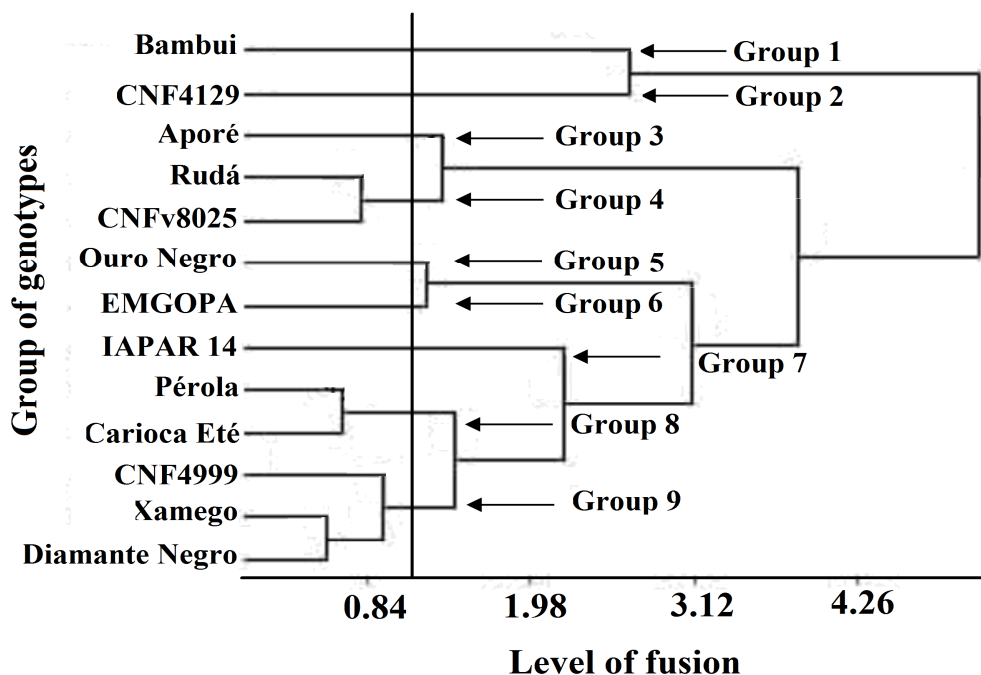 Bambui
Group 1
CNF4129
Group 2
Aporé
Group 3
Rudá
Group 4
CNFv8025
Ouro Negro
Group 5
EMGOPA
Group 6
IAPAR 14
Group 7
Pérola
Group 8
Carioca Eté
CNF4999
Group 9
Xamego
Diamante Negro
Group of genotypes
0.84 1.98 3.12 4.26
Level of fusion